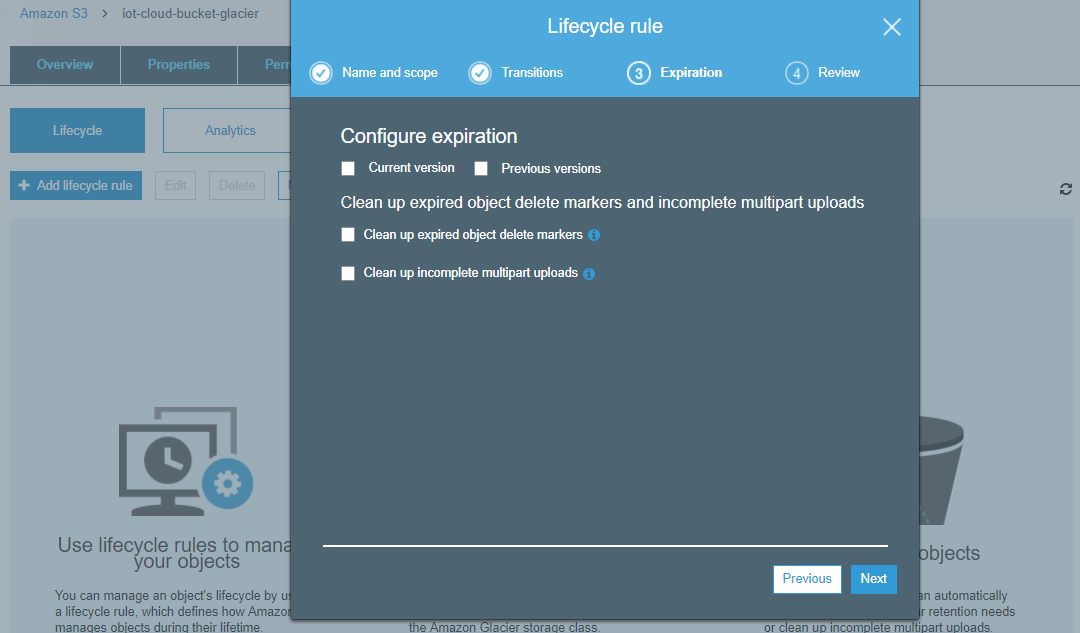 Amazon S3 > iot-cloud-bucket-glacier
Lifecycle rule
Overview Properties Perm
Name and scope Transitions 3 Expiration 4 Review
Lifecycle Analytics
Add lifecycle rule Edit Delete
Configure expiration
Current version Previous versions
Clean up expired object delete markers and incomplete multipart uploads
Clean up expired object delete markers
Clean up incomplete multipart uploads
Use lifecycle rules to mana
your objects
You can manage an object's lifecycle by us
a lifecycle rule, which defines how Amazon
manages objects during their lifetime.
Previous Next
the Amazon Glacier storage class.
objects
an automatically
r retention needs
or clean up incomplete multipart uploads.